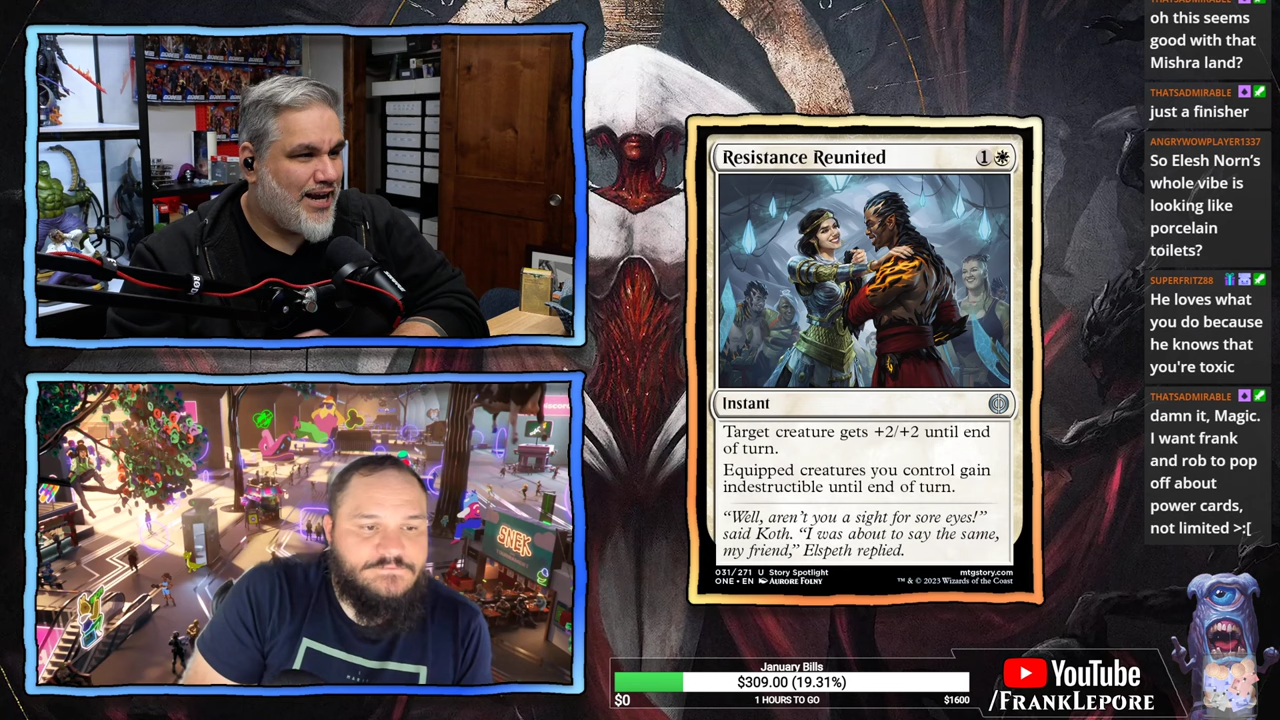 Resistance Reunited
1
Instant
Target creature gets +2/+2 until end
of turn.
Equipped creatures you control gain
indestructible until end of turn.
“Well, aren’t you a sight for sore eyes!”
said Koth. “I was about to say the same,
my friend,” Elspeth replied.
031/271 U Story Spotlight
mtgstory.com
ONE • EN Aurore Folny
™ & © 2023 Wizards of the Coast
THATSADMIRABLE
oh this seems
good with that
Mishra land?
THATSADMIRABLE
just a finisher
ANGRYWOWPLAYER1337
So Elesh Norn’s
whole vibe is
looking like
porcelain
toilets?
SUPERFRITZ88
He loves what
you do because
he knows that
you're toxic
THATSADMIRABLE
damn it, Magic.
I want frank
and rob to pop
off about
power cards,
not limited >:[
SNEK
January Bills
$309.00 (19.31%)
$0
1 HOURS TO GO
$1600
YouTube
/FrankLepore